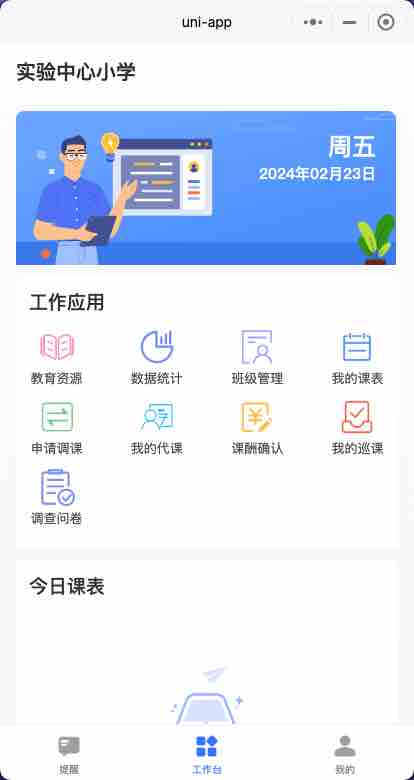 uni-app
实验中心小学
周五
2024年02月23日
工作应用
教育资源 数据统计 班级管理 我的课表
申请调课 我的代课 课酬确认 我的巡课
调查问卷
今日课表
提醒 工作台 我的